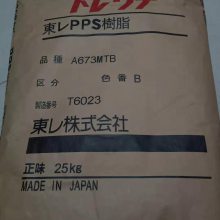 トレリナ
東レPPS樹脂
品種 A673MTB
区分 色番 B
製造番号 T6023
東レ株式会社
正味 25kg
MADE IN JAPAN